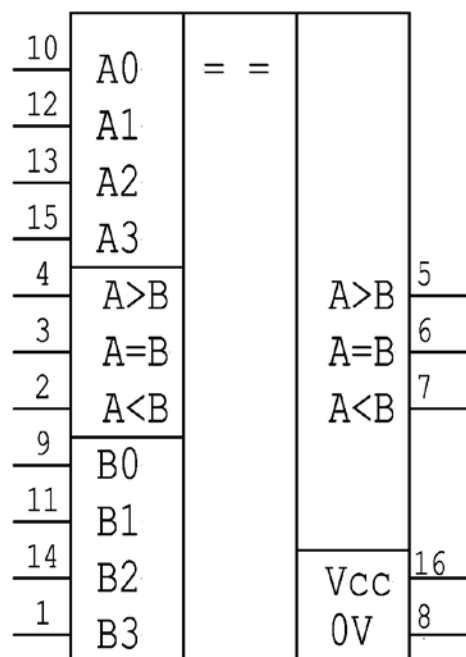 10 A0 = =
12 A1
13 A2
15 A3
4 A>B A>B 5
3 A=B A=B 6
2 A<B A<B 7
9 B0
11 B1
14 B2 Vcc 16
1 B3 0V 8